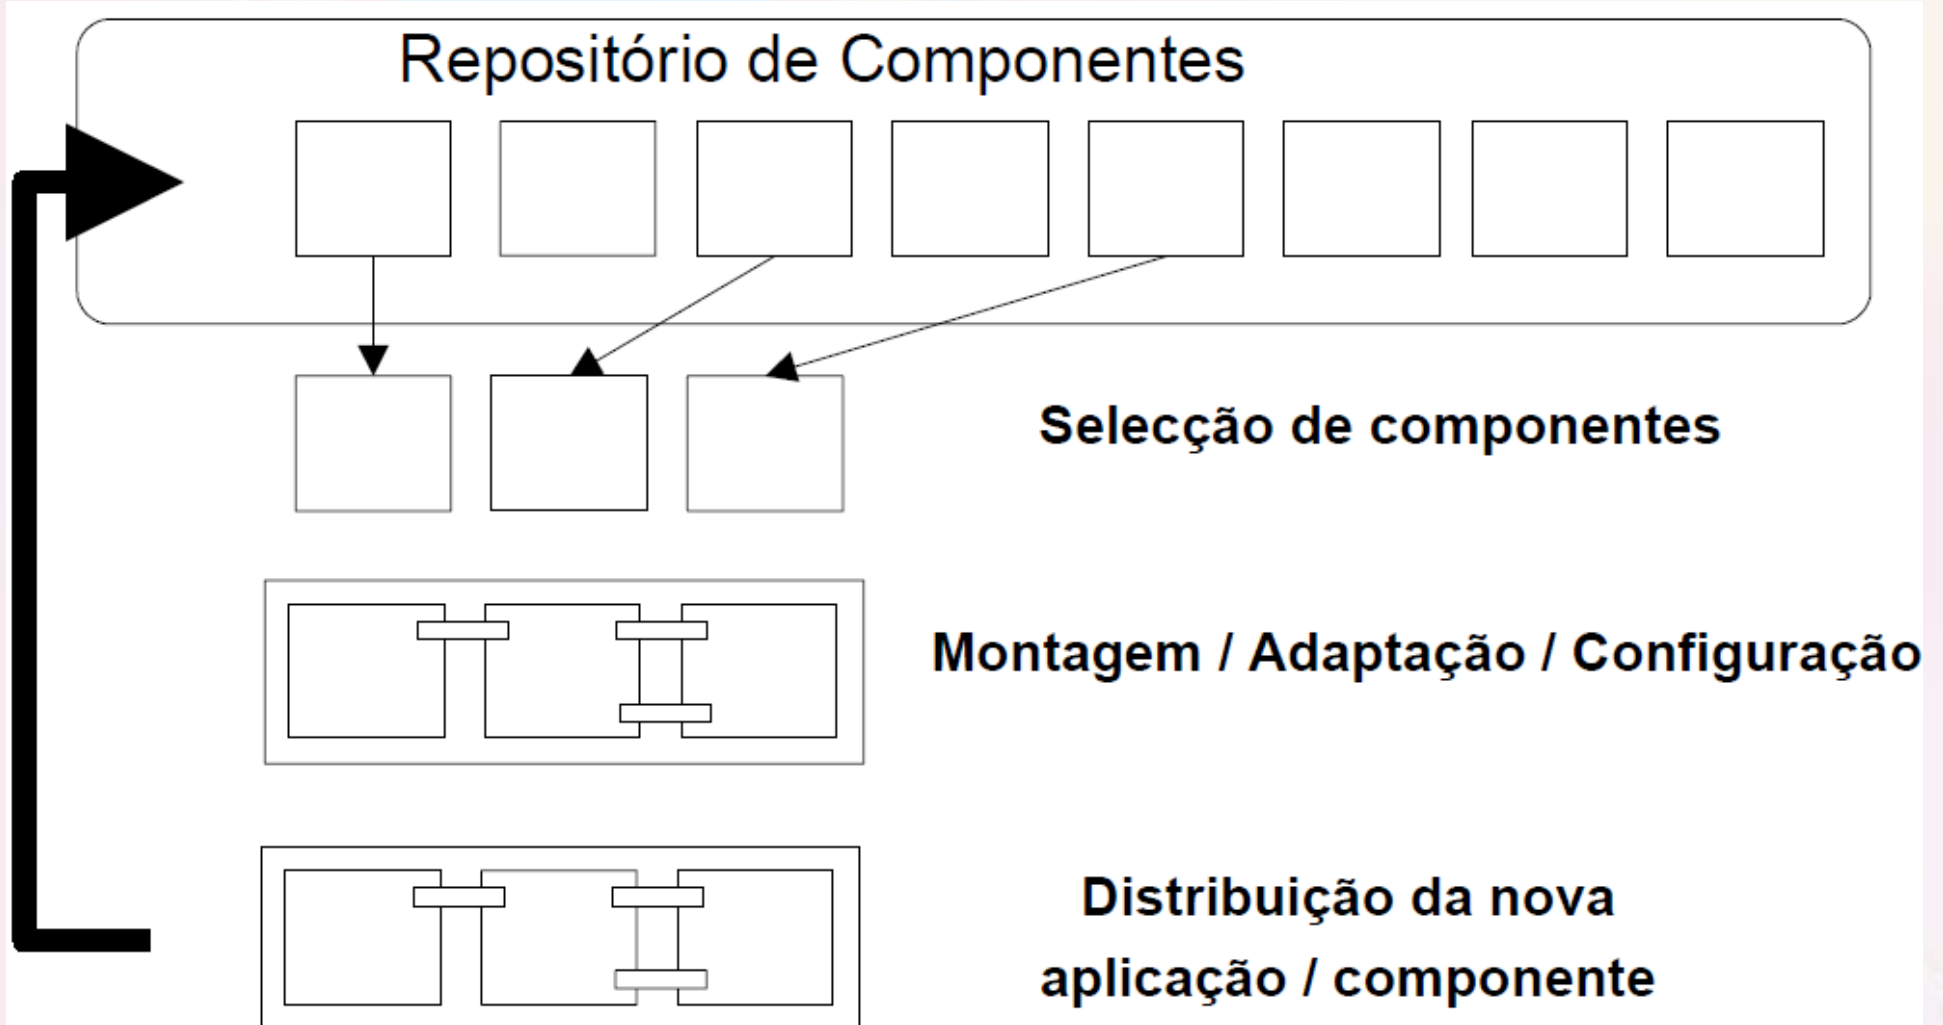 Repositório de Componentes
Selecção de componentes
Montagem / Adaptação / Configuração
Distribuição da nova
aplicação / componente